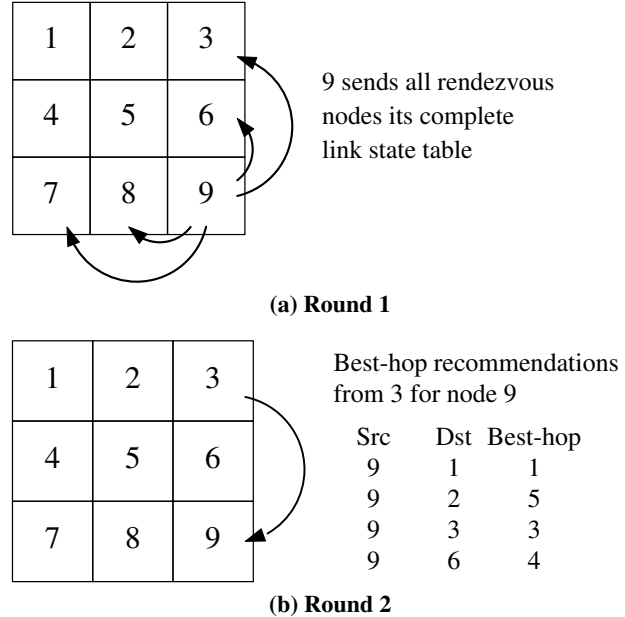 1 2 3
4 5 6
7 8 9
9 sends all rendezvous
nodes its complete
link state table
(a) Round 1
1 2 3
4 5 6
7 8 9
Best-hop recommendations
from 3 for node 9
Src Dst Best-hop
9 1 1
9 2 5
9 3 3
9 6 4
(b) Round 2